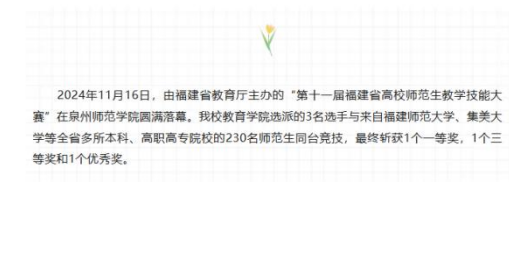 2024年11月16日，由福建省教育厅主办的“第十一届福建省高校师范生教学技能大
赛”在泉州师范学院圆满落幕。我校教育学院选派的3名选手与来自福建师范大学、集美大
学等全省多所本科、高职高专院校的230名师范生同台竞技，最终斩获1个一等奖，1个三
等奖和1个优秀奖。